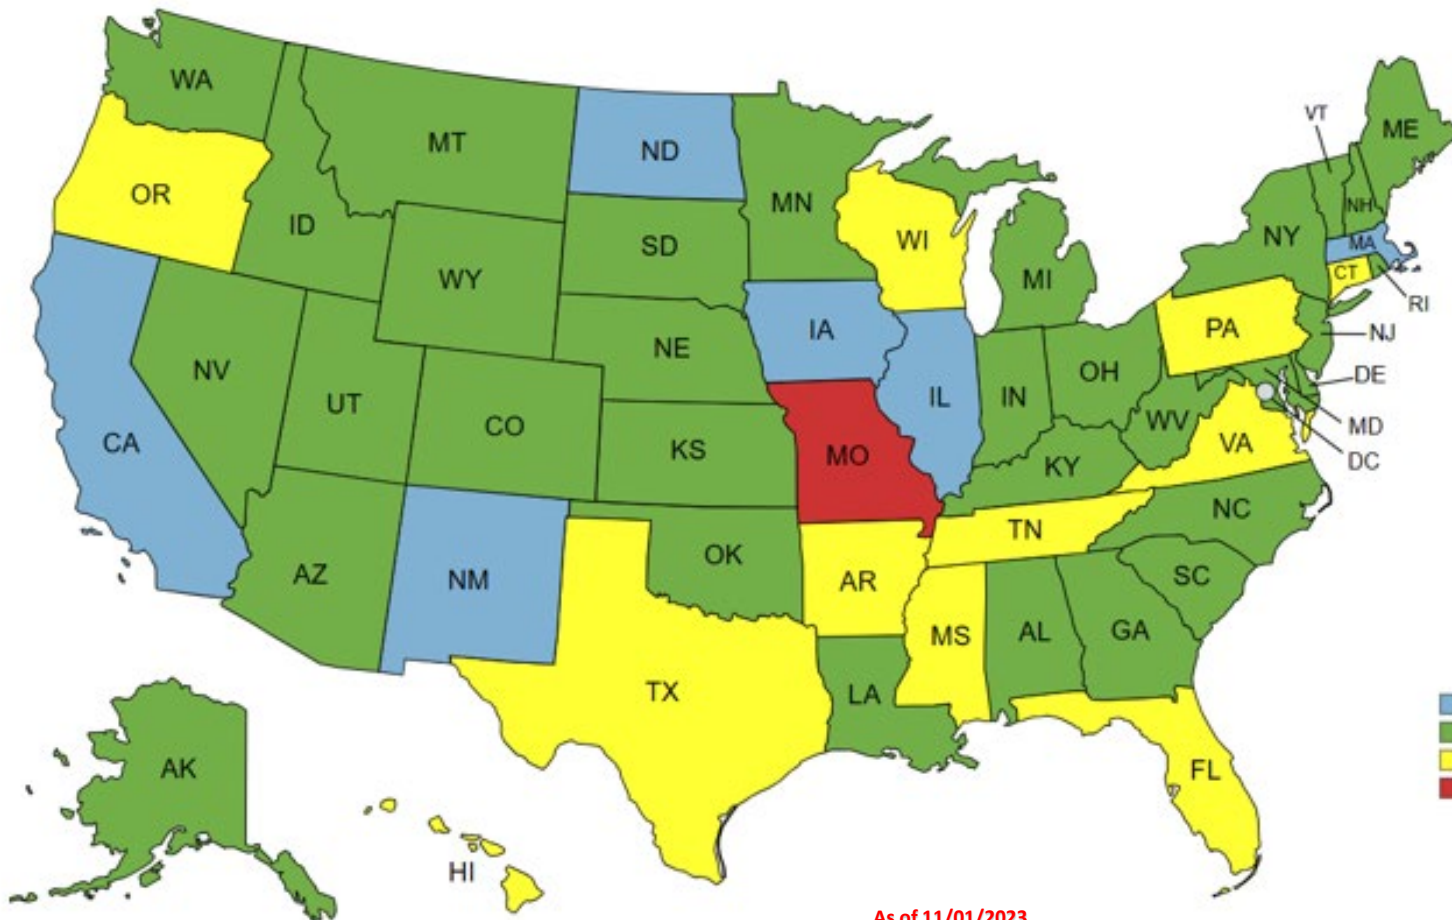 WA
MT
ND
MN
VT
ME
OR
ID
SD
WI
MI
NY
NH
MA
CT
RI
WY
IA
NE
PA
NJ
NV
UT
CO
IL
IN
OH
DE
CA
KS
MO
WV
VA
MD
DC
KY
NC
AZ
NM
OK
AR
TN
SC
MS
AL
GA
TX
LA
AK
FL
HI
As of 11/01/2023